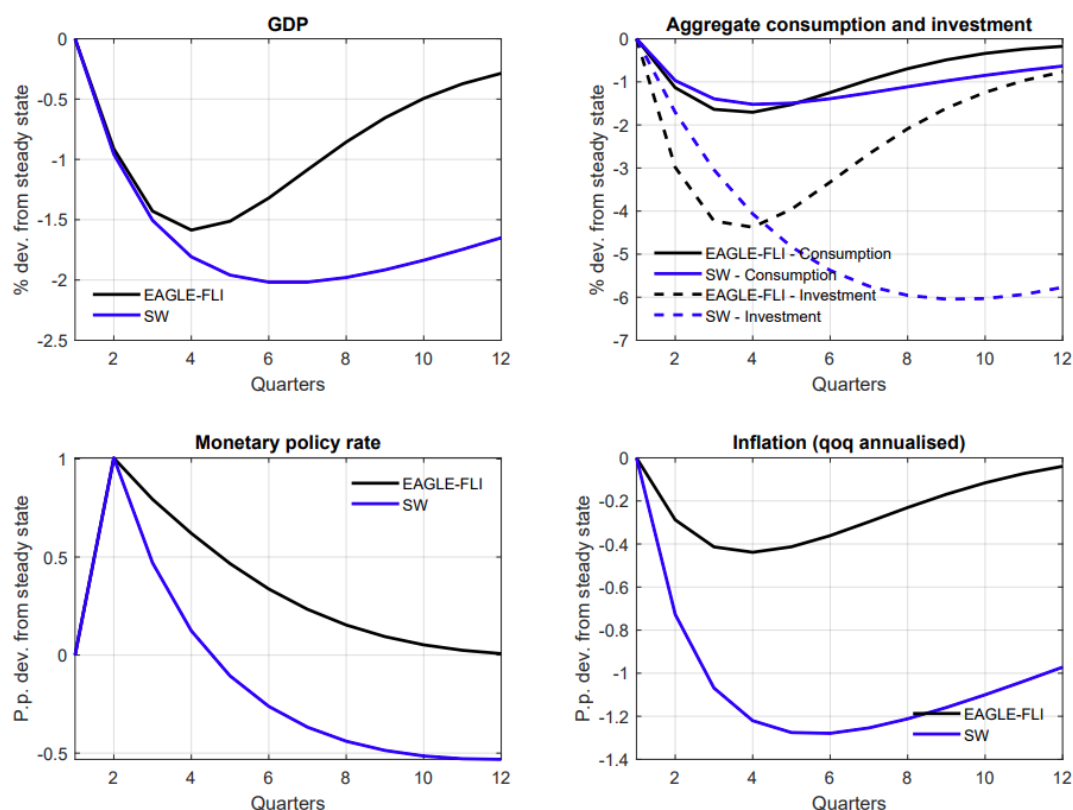 GDP
% dev. from steady state
0
-0.5
-1
-1.5
-2
-2.5
EAGLE-FLI
SW
2
4
6
8
10
12
Quarters
Aggregate consumption and investment
% dev. from steady state
0
-1
-2
-3
-4
-5
-6
-7
EAGLE-FLI - Consumption
SW - Consumption
EAGLE-FLI - Investment
SW - Investment
2
4
6
8
10
12
Quarters
Monetary policy rate
P.p. dev. from steady state
1
0.5
0
-0.5
EAGLE-FLI
SW
2
4
6
8
10
12
Quarters
Inflation (qoq annualised)
P.p. dev. from steady state
0
-0.2
-0.4
-0.6
-0.8
-1
-1.2
-1.4
EAGLE-FLI
SW
2
4
6
8
10
12
Quarters